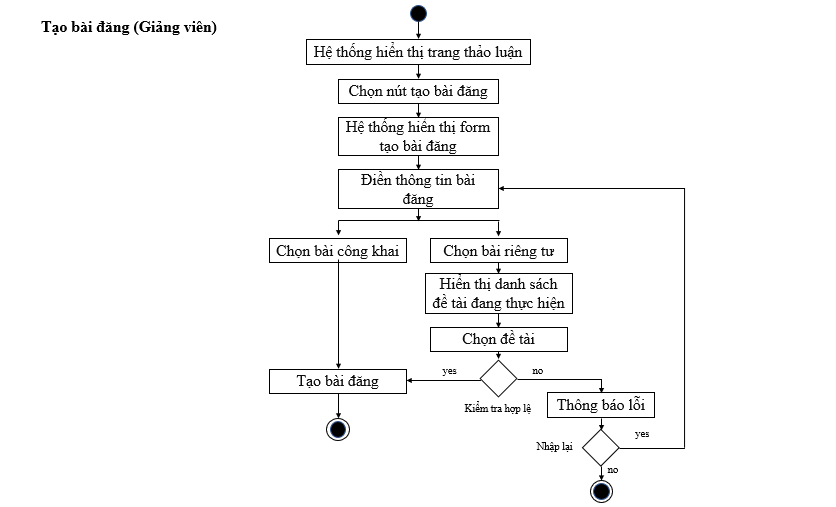 Tạo bài đăng (Giảng viên)
Hệ thống hiển thị trang thảo luận
Chọn nút tạo bài đăng
Hệ thống hiển thị form
tạo bài đăng
Điền thông tin bài
đăng
Chọn bài công khai
Chọn bài riêng tư
Hiển thị danh sách
đề tài đang thực hiện
Chọn đề tài
yes
no
Tạo bài đăng
Kiểm tra hợp lệ
Thông báo lỗi
yes
Nhập lại
no